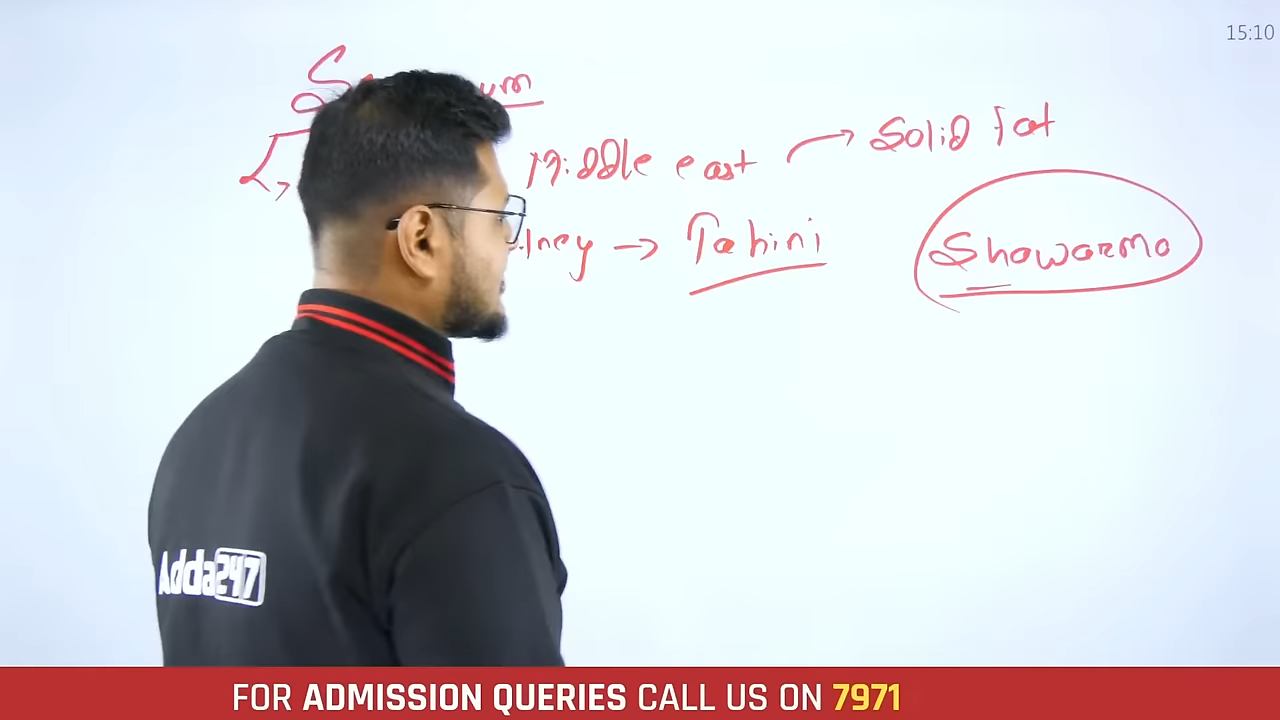 15:10
Middle east → Solid fat
→ Tahini
Shawarma
Adda247
FOR ADMISSION QUERIES CALL US ON 7971